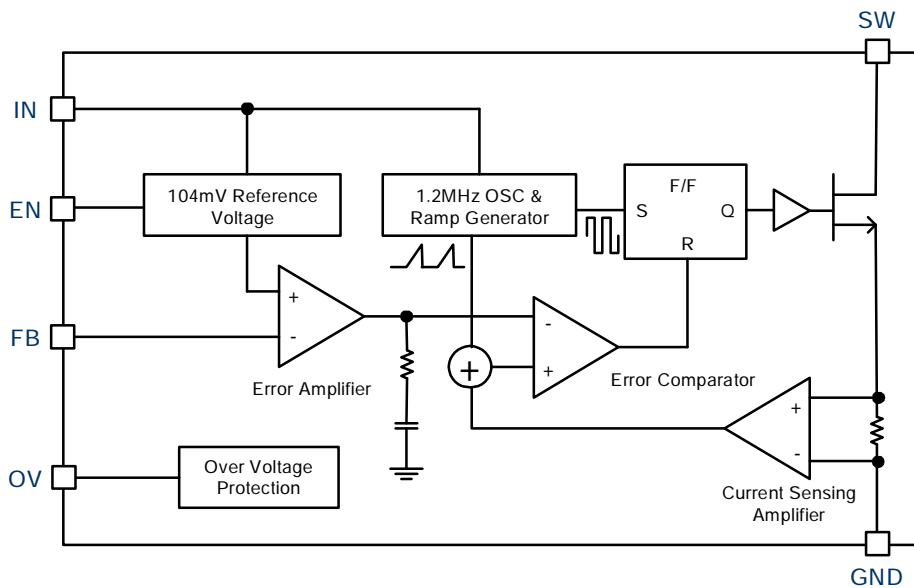 SW
IN
104mV Reference
Voltage
1.2MHz OSC &
Ramp Generator
F/F
S
Q
R
EN
+
-
FB
Error Amplifier
-
+
+
Error Comparator
+
-
OV
Over Voltage
Protection
Current Sensing
Amplifier
GND